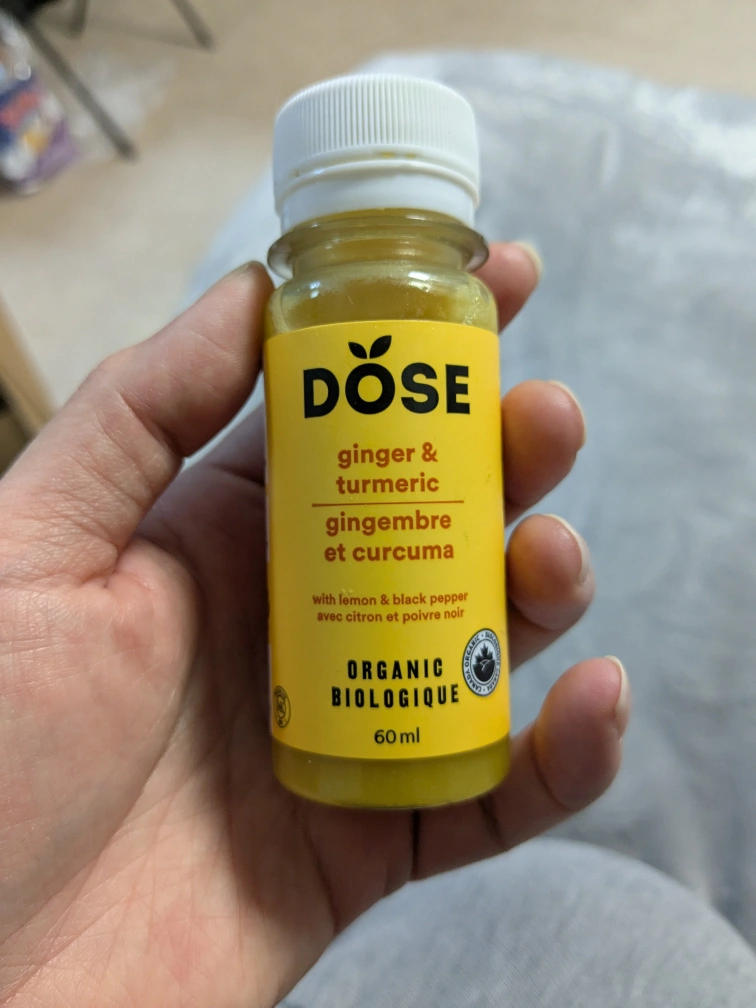 DOSE
ginger &
turmeric
gingembre
et curcuma
with lemon & black pepper
avec citron et poivre noir
ORGANIC
BIOLOGIQUE
60 ml